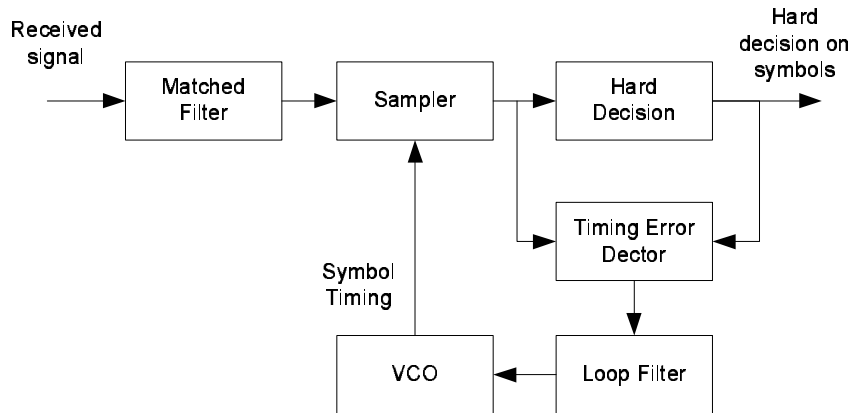 Received
signal
Matched
Filter
Sampler
Hard
Decision
Hard
decision on
symbols
Timing Error
Dector
Symbol
Timing
VCO
Loop Filter